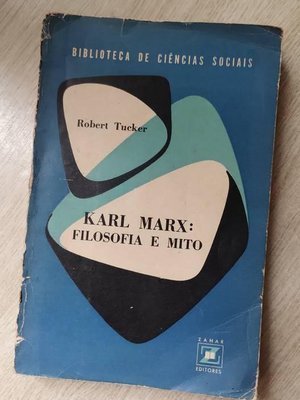 BIBLIOTECA DE CIÊNCIAS SOCIAIS
Robert Tucker
KARL MARX:
FILOSOFIA E MITO
ZAHAR
EDITORES